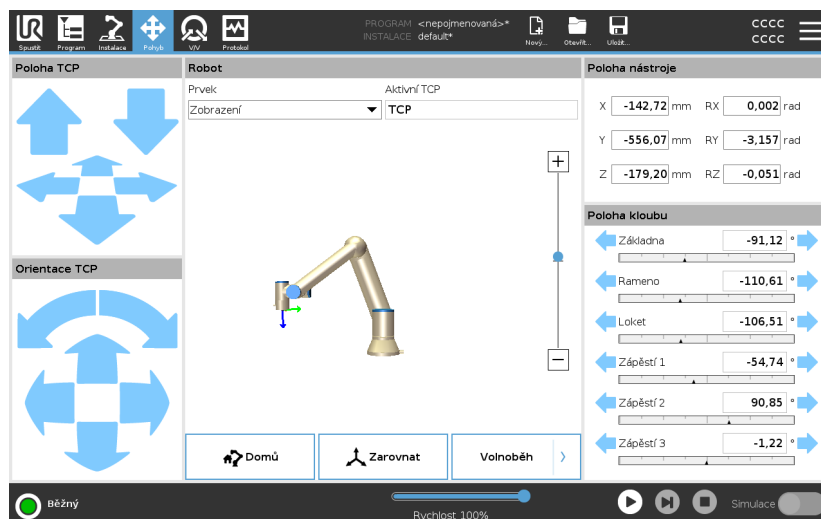 UR
Spustit
Program
Instalace
Pohyb
V/V
Protokol
PROGRAM <nepojmenovaná>*
INSTALACE default*
Nový...
Otevřít...
Uložit...
CCCC
CCCC
Poloha TCP
Robot
Prvek
Aktivní TCP
Zobrazení
TCP
Poloha nástroje
X -142,72 mm RX 0,002 rad
Y -556,07 mm RY -3,157 rad
Z -179,20 mm RZ -0,051 rad
Poloha kloubu
Základna -91,12 °
Rameno -110,61 °
Loket -106,51 °
Zápěstí 1 -54,74 °
Zápěstí 2 90,85 °
Zápěstí 3 -1,22 °
Orientace TCP
Domů
Zarovnat
Volnoběh
Běžný
Rychlost 100%
Simulace